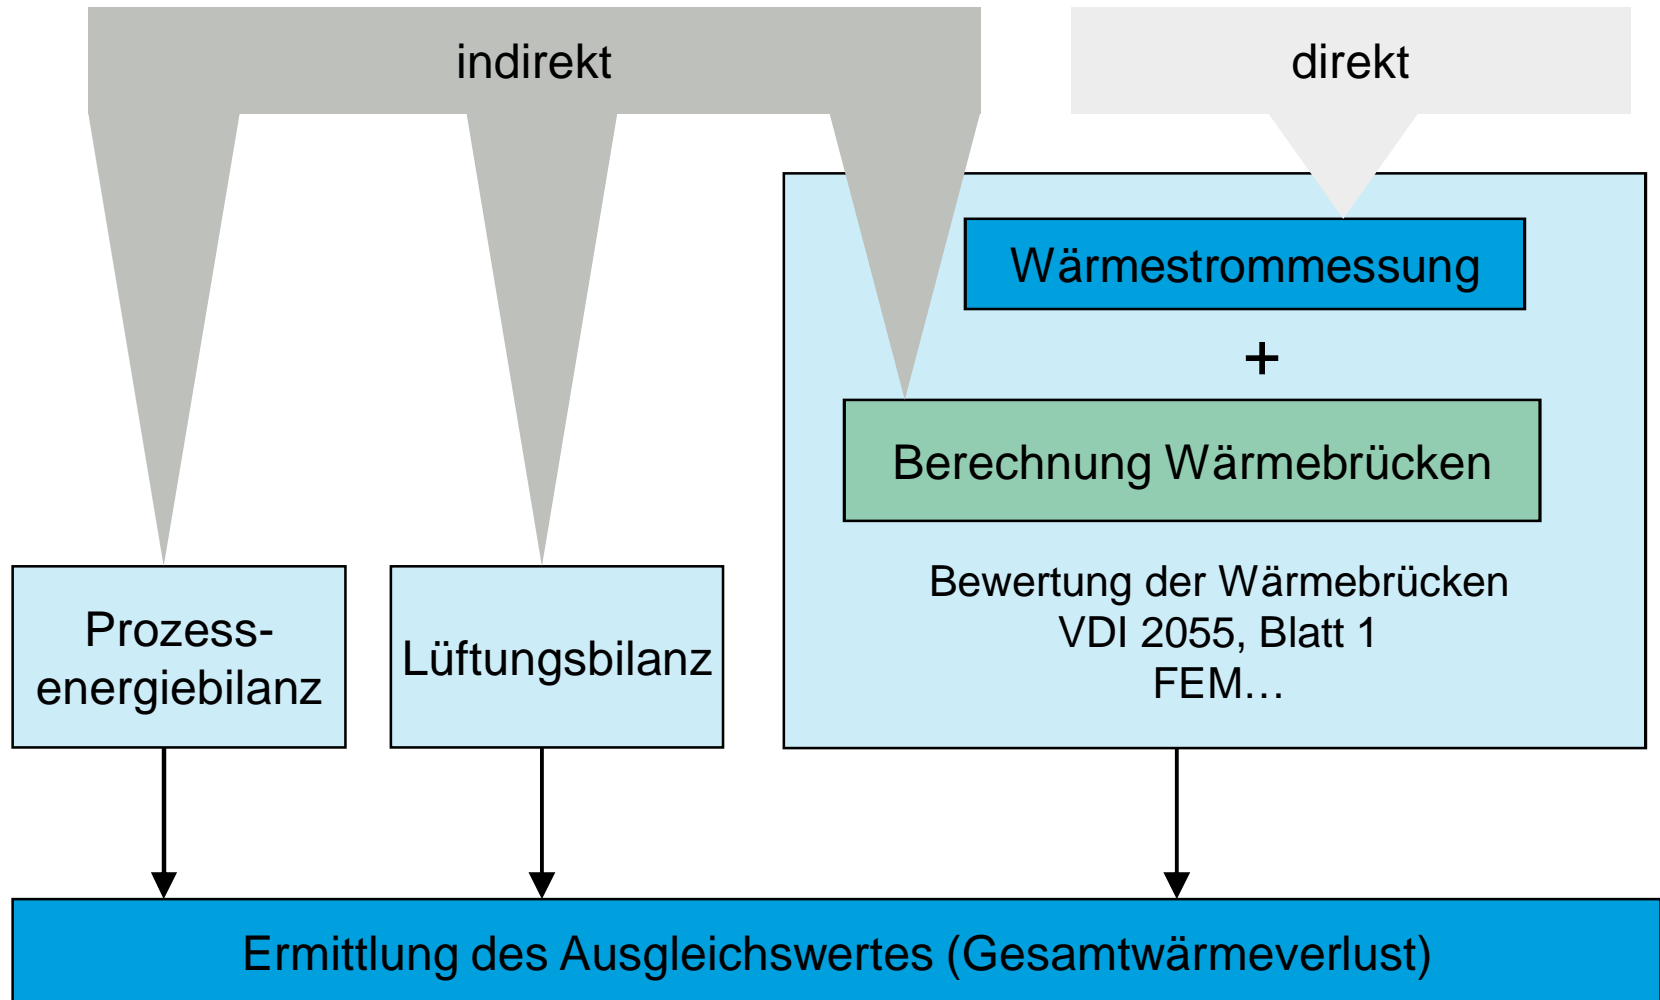 indirekt
direkt
Wärmestrommessung
+
Berechnung Wärmebrücken
Bewertung der Wärmebrücken
VDI 2055, Blatt 1
FEM…
Prozess-
energiebilanz
Lüftungsbilanz
Ermittlung des Ausgleichswertes (Gesamtwärmeverlust)